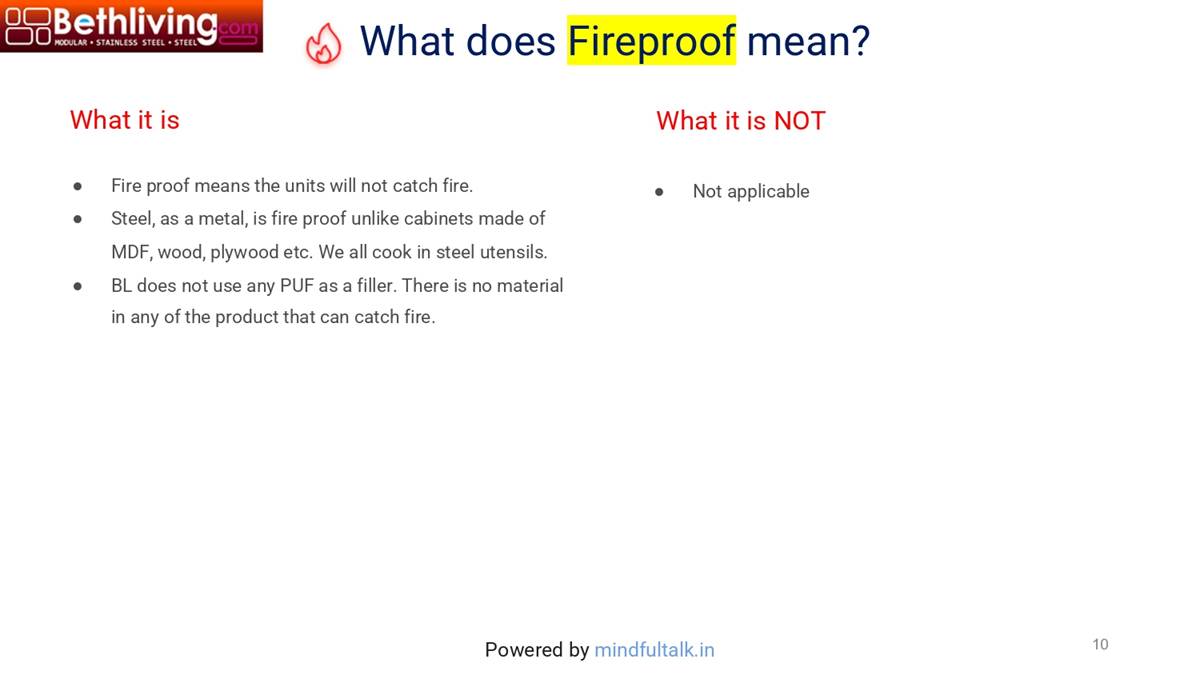 Bethliving.com
MODULAR • STAINLESS STEEL • STEEL
What does Fireproof mean?
What it is
● Fire proof means the units will not catch fire.
● Steel, as a metal, is fire proof unlike cabinets made of
MDF, wood, plywood etc. We all cook in steel utensils.
● BL does not use any PUF as a filler. There is no material
in any of the product that can catch fire.
What it is NOT
● Not applicable
Powered by mindfultalk.in
10